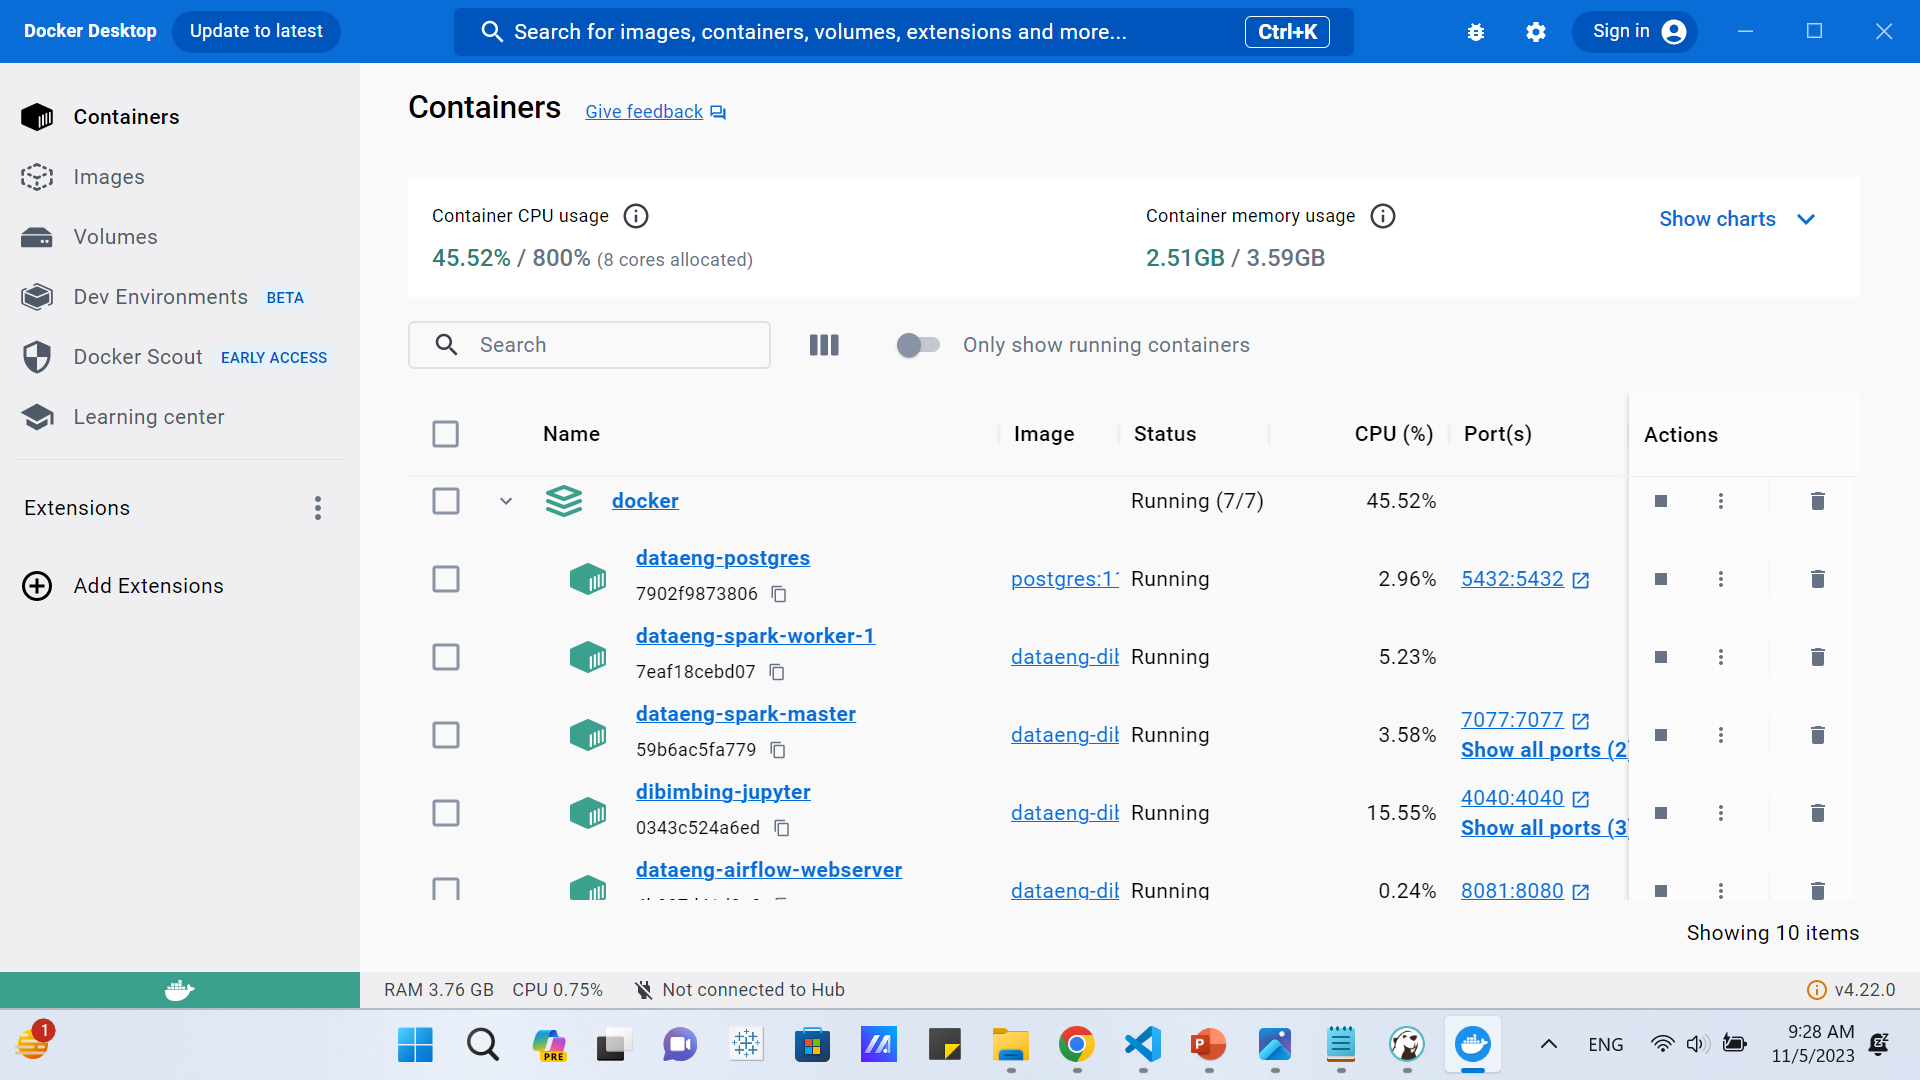 Docker Desktop
Update to latest
Search for images, containers, volumes, extensions and more...
Ctrl+K
Sign in
Containers
Images
Volumes
Dev Environments BETA
Docker Scout EARLY ACCESS
Learning center
Extensions
Add Extensions
Containers Give feedback
Container CPU usage
45.52% / 800% (8 cores allocated)
Container memory usage
2.51GB / 3.59GB
Show charts
Search
Only show running containers
Name Image Status CPU (%) Port(s) Actions
docker Running (7/7) 45.52%
dataeng-postgres
7902f9873806
postgres:11 Running 2.96% 5432:5432
dataeng-spark-worker-1
7eaf18cebd07
dataeng-dib Running 5.23%
dataeng-spark-master
59b6ac5fa779
dataeng-dib Running 3.58% 7077:7077
Show all ports (2)
dibimbing-jupyter
0343c524a6ed
dataeng-dib Running 15.55% 4040:4040
Show all ports (3)
dataeng-airflow-webserver
dataeng-dib Running 0.24% 8081:8080
Showing 10 items
RAM 3.76 GB CPU 0.75% Not connected to Hub
v4.22.0
1
PRE
ENG
9:28 AM
11/5/2023